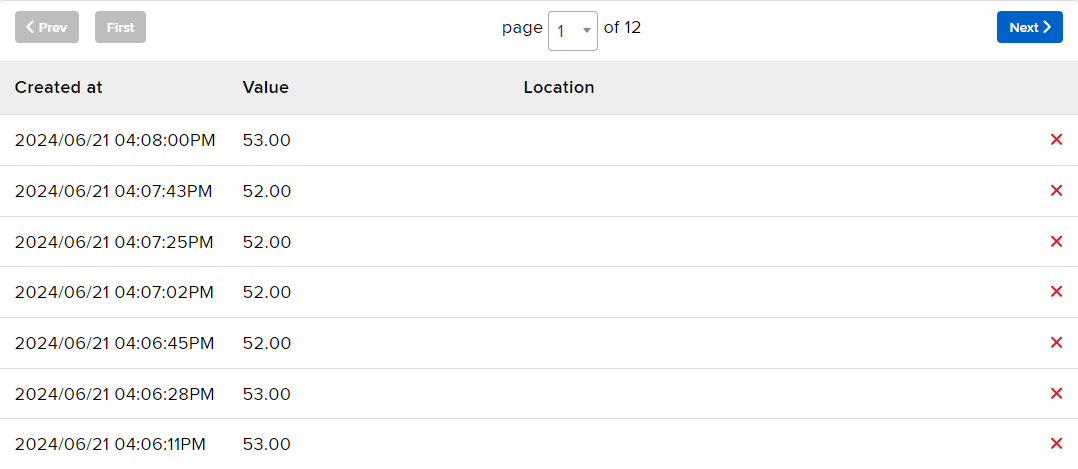 Prev First page 1 of 12 Next
Created at Value Location
2024/06/21 04:08:00PM 53.00
2024/06/21 04:07:43PM 52.00
2024/06/21 04:07:25PM 52.00
2024/06/21 04:07:02PM 52.00
2024/06/21 04:06:45PM 52.00
2024/06/21 04:06:28PM 53.00
2024/06/21 04:06:11PM 53.00